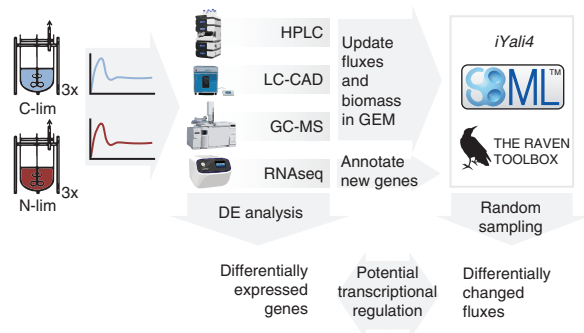 C-lim
3x
N-lim
3x
HPLC
LC-CAD
GC-MS
RNAseq
Update
fluxes
and
biomass
in GEM
Annotate
new genes
iYali4
SBML™
THE RAVEN
TOOLBOX
DE analysis
Random
sampling
Differentially
expressed
genes
Potential
transcriptional
regulation
Differentially
changed
fluxes